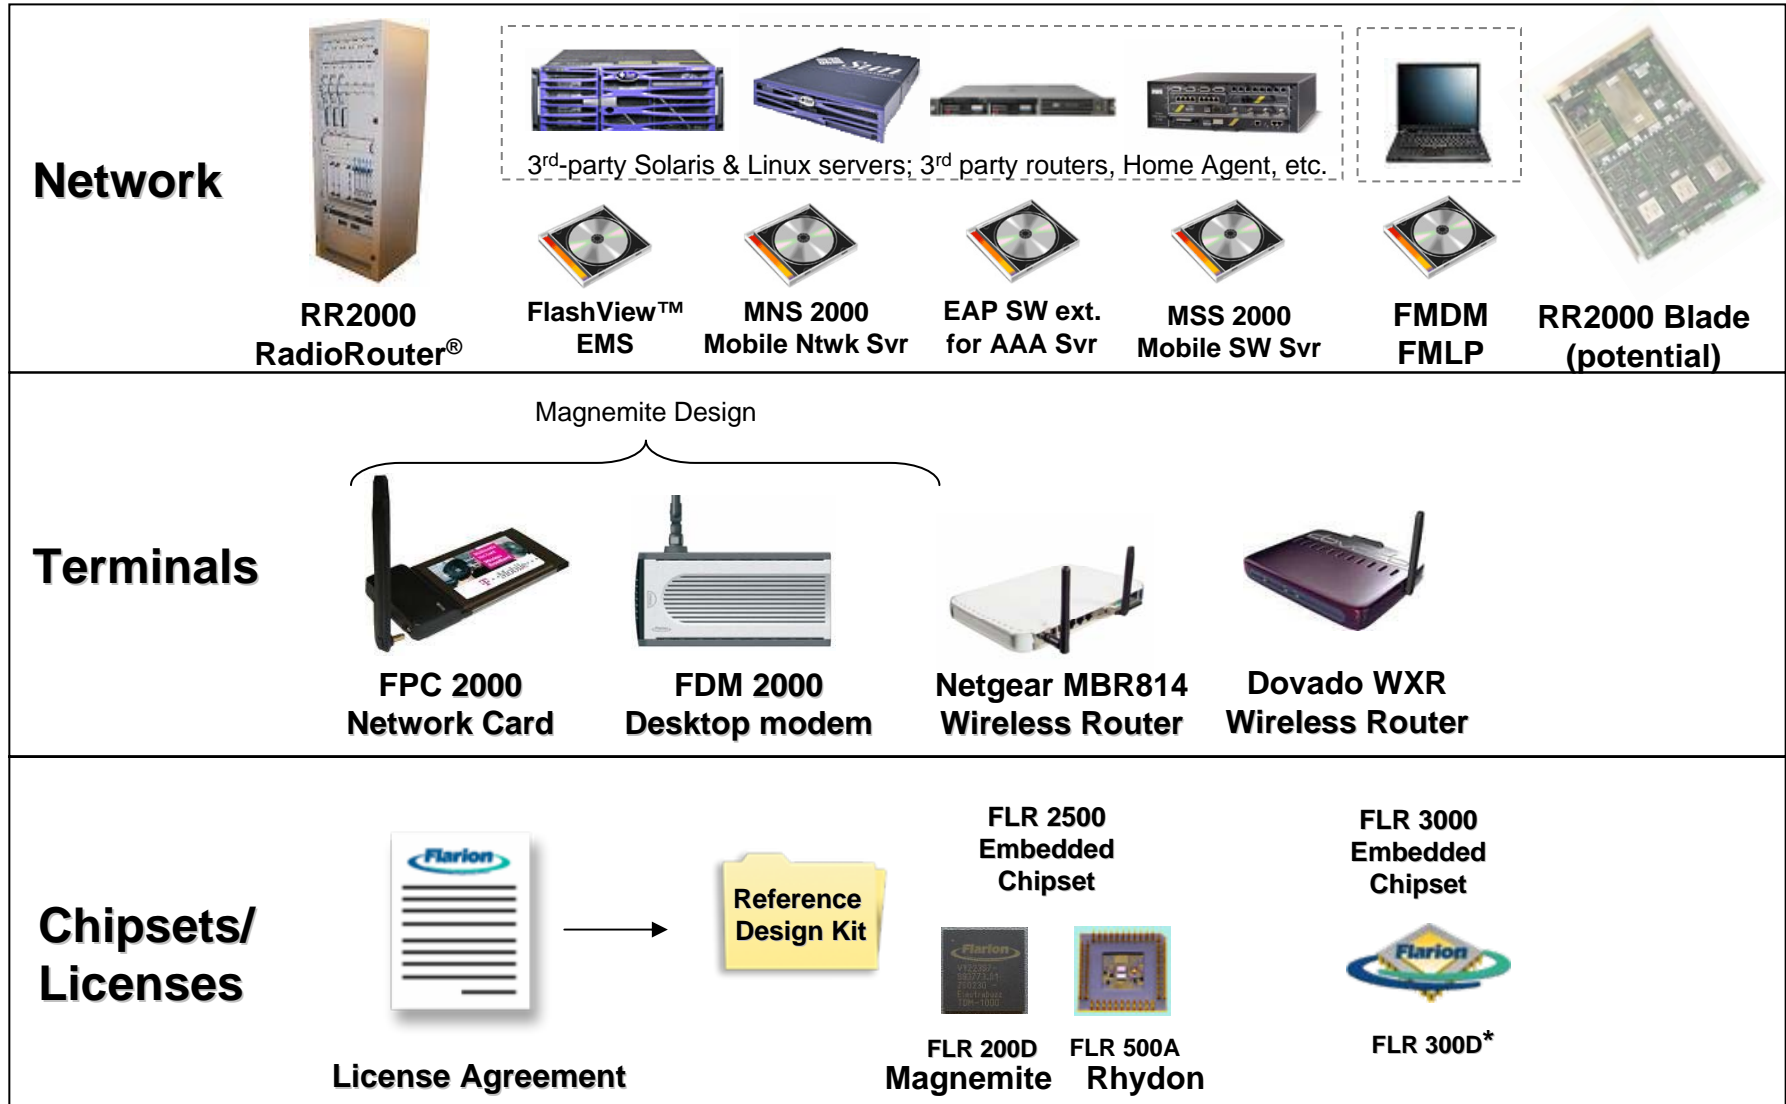 Network
Sun
3rd-party Solaris & Linux servers; 3rd party routers, Home Agent, etc.
RR2000
RadioRouter®
FlashView™
EMS
MNS 2000
Mobile Ntwk Svr
EAP SW ext.
for AAA Svr
MSS 2000
Mobile SW Svr
FMDM
FMLP
RR2000 Blade
(potential)
Terminals
Magnemite Design
T··Mobile·
FPC 2000
Network Card
FDM 2000
Desktop modem
Netgear MBR814
Wireless Router
Dovado WXR
Wireless Router
Chipsets/
Licenses
Flarion
License Agreement
Reference
Design Kit
FLR 2500
Embedded
Chipset
Flarion
TDM-1000
FLR 200D
Magnemite
FLR 500A
Rhydon
FLR 3000
Embedded
Chipset
Flarion
FLR 300D*